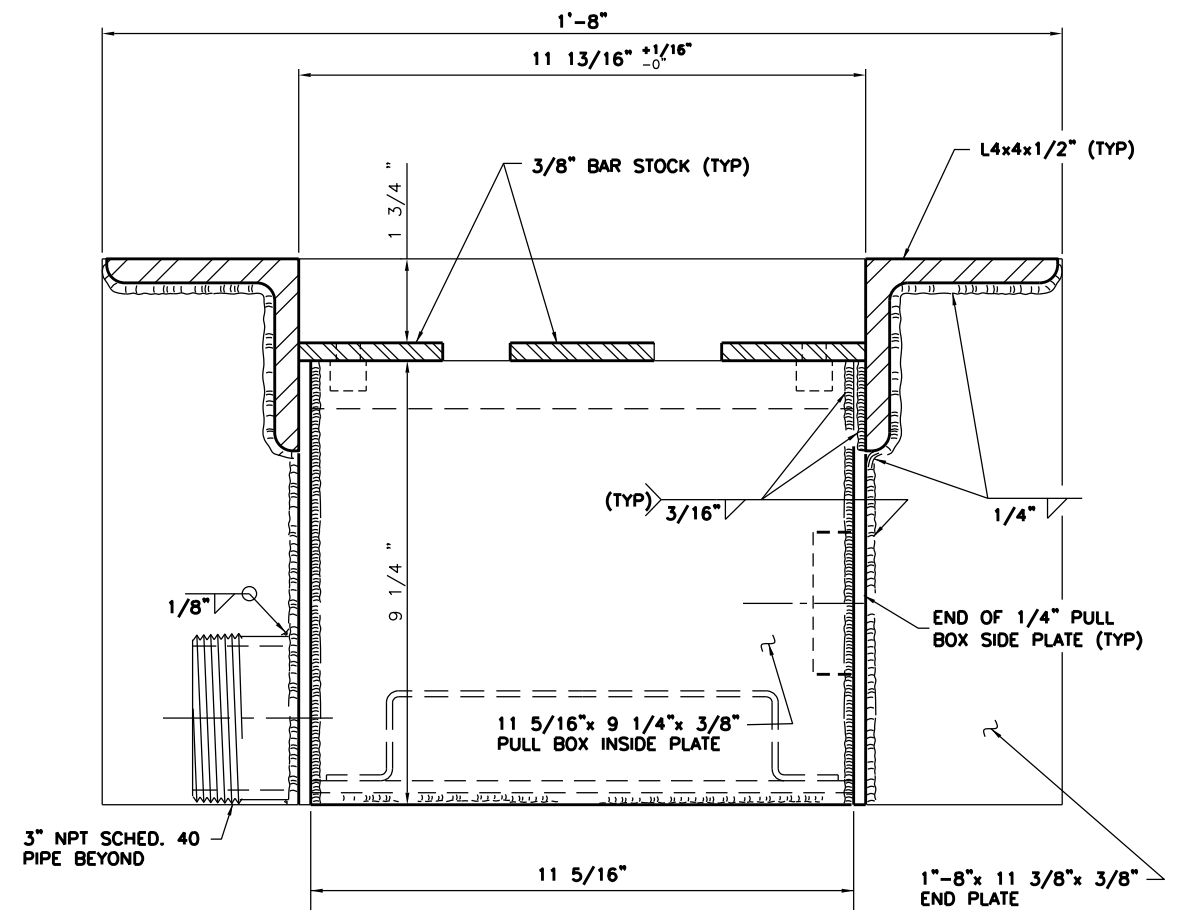 1'-8"
11 13/16" +1/16"
-0"
L4x4x1/2" (TYP)
3/8" BAR STOCK (TYP)
1 3/4 "
(TYP)
3/16"
1/4"
9 1/4 "
1/8"
END OF 1/4" PULL
BOX SIDE PLATE (TYP)
11 5/16"x 9 1/4"x 3/8"
PULL BOX INSIDE PLATE
3" NPT SCHED. 40
PIPE BEYOND
11 5/16"
1"-8"x 11 3/8"x 3/8"
END PLATE